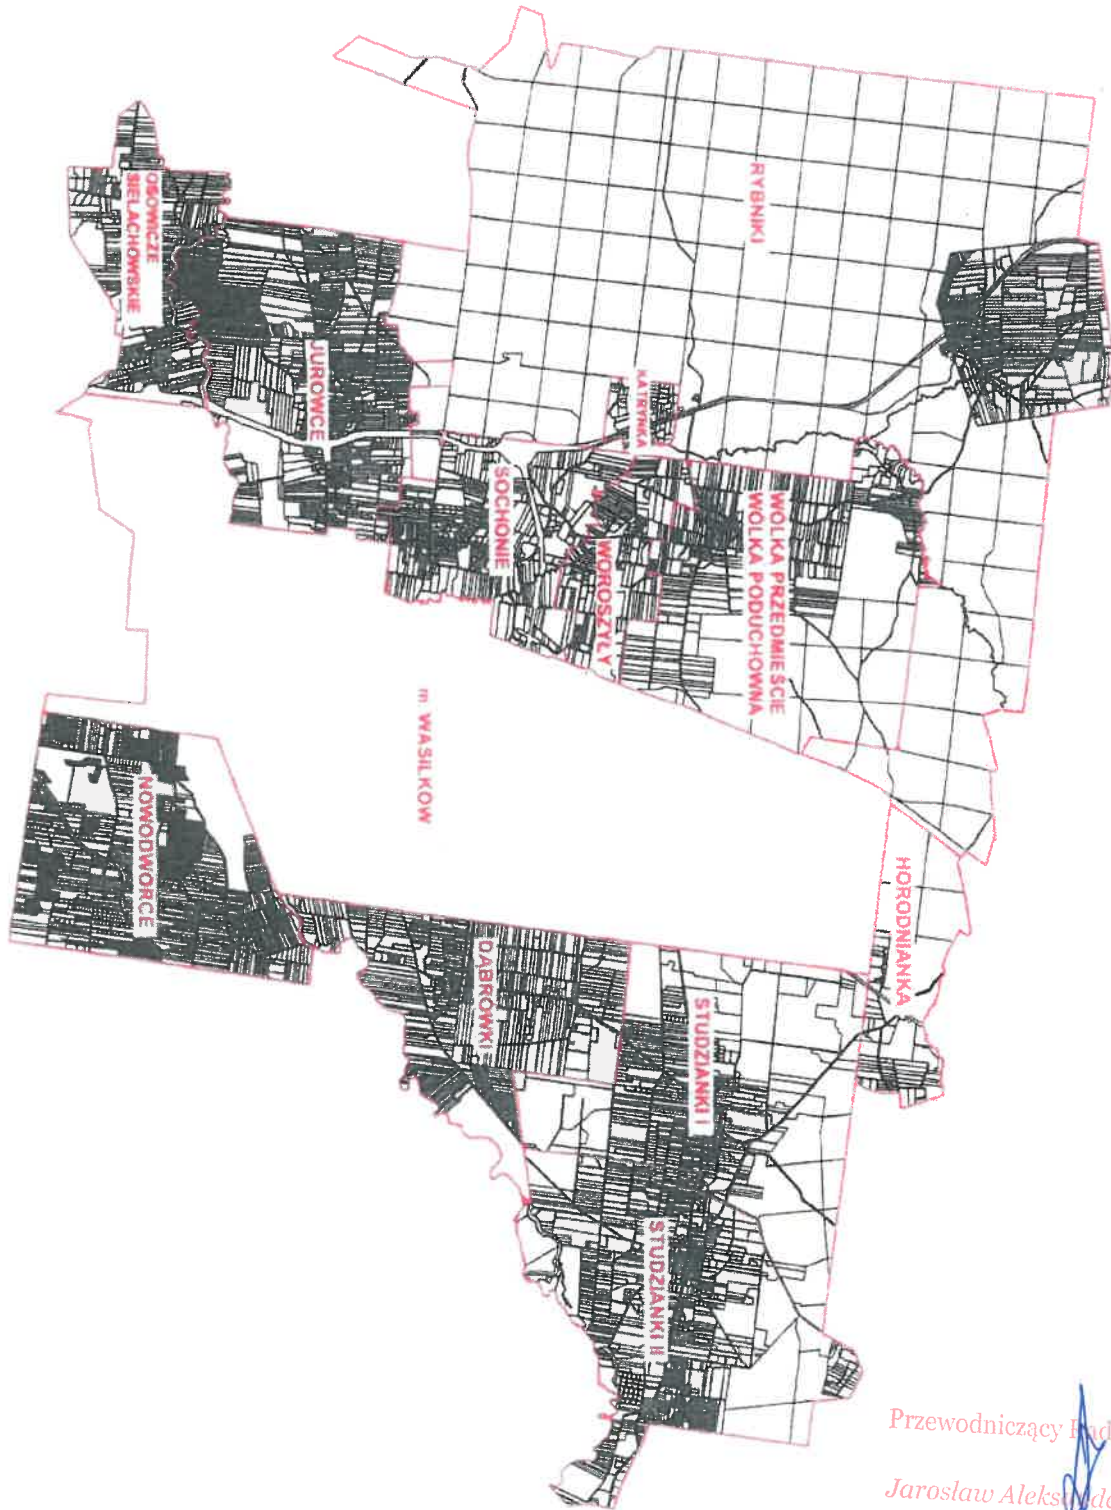 RYBNIKI
OSOWICZE
SIELACHOWSKIE
JUROWCE
KATRYNKA
SOCHONIE
WOROSZYŁY
WÓLKA PRZEDMIEŚCIE
WÓLKA PODUCHOWNA
m. WASILKOW
HORODNIANKA
NOWODWORCE
DĄBRÓWKI
STUDZIANKI I
STUDZIANKI II
Przewodniczący
Jarosław